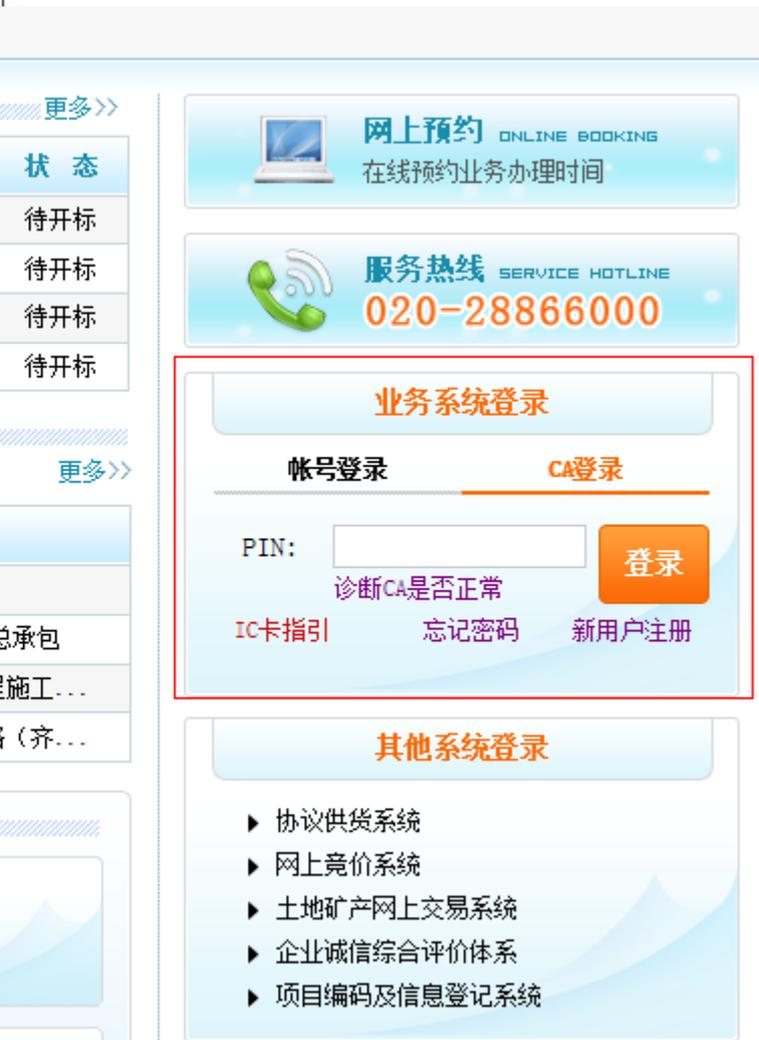 更多>>
状 态
待开标
待开标
待开标
待开标
更多>>
总承包
施工...
（齐...
网上预约 ONLINE BOOKING
在线预约业务办理时间
服务热线 SERVICE HOTLINE
020-28866000
业务系统登录
帐号登录 CA登录
PIN:
登录
诊断CA是否正常
IC卡指引 忘记密码 新用户注册
其他系统登录
协议供货系统
网上竞价系统
土地矿产网上交易系统
企业诚信综合评价体系
项目编码及信息登记系统